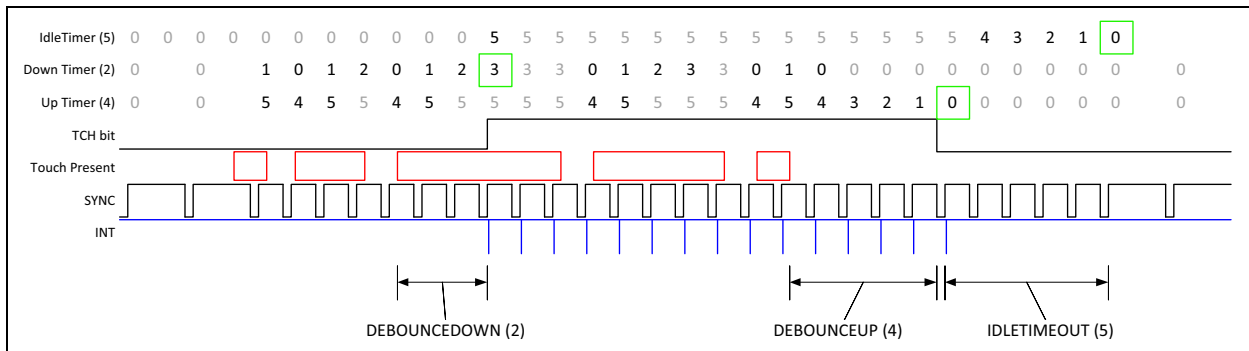 IdleTimer (5) 0 0 0 0 0 0 0 0 0 0 0 5 5 5 5 5 5 5 5 5 5 5 5 5 5 5 4 3 2 1 0
Down Timer (2) 0 0 1 0 1 2 0 1 2 3 3 3 0 1 2 3 3 0 1 0 0 0 0 0 0 0 0 0 0 0
Up Timer (4) 0 0 5 4 5 5 4 5 5 5 5 5 4 5 5 5 5 4 5 4 3 2 1 0 0 0 0 0 0 0
TCH bit
Touch Present
SYNC
INT
DEBOUNCEDOWN (2) DEBOUNCEUP (4) IDLETIMEOUT (5)